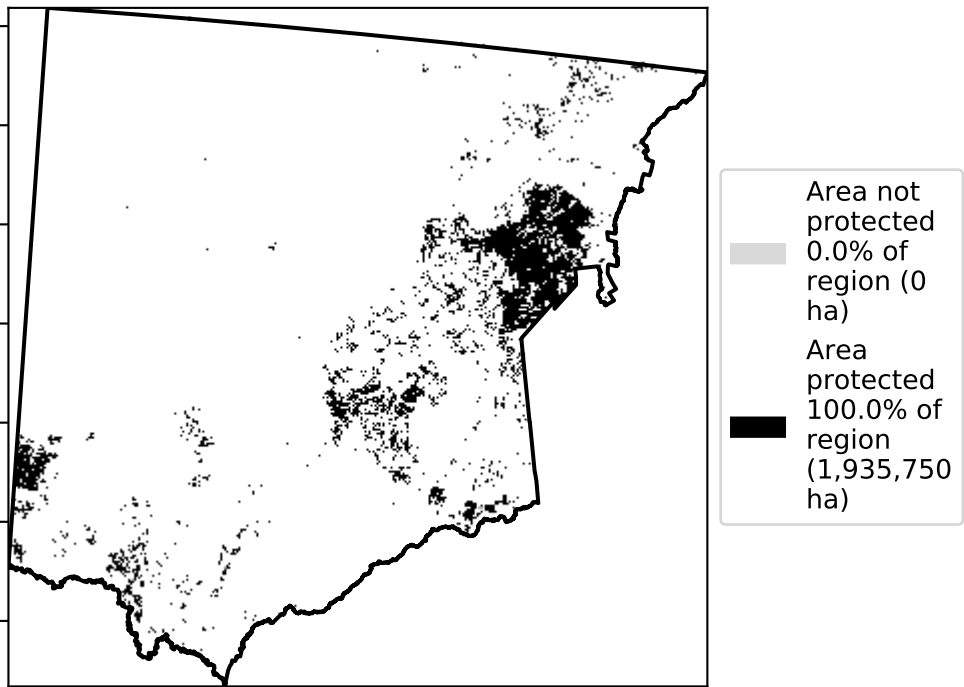 Area not
protected
0.0% of
region (0
ha)
Area
protected
100.0% of
region
(1,935,750
ha)